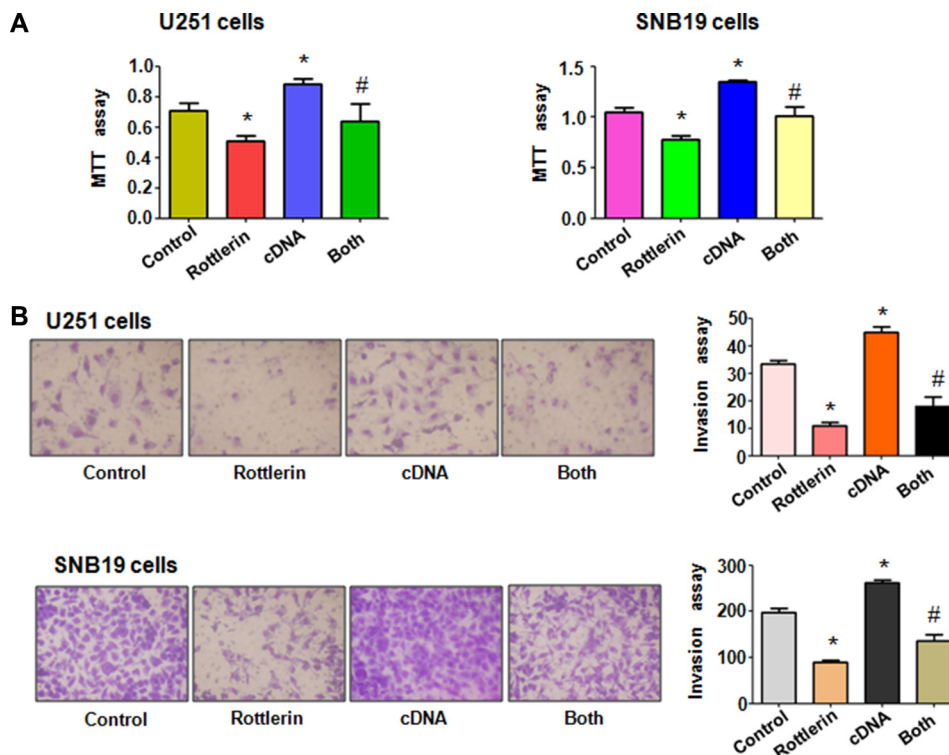 A
U251 cells
MTT assay
1.0
0.8
0.6
0.4
0.2
0.0
*
*
#
Control
Rottlerin
cDNA
Both
SNB19 cells
MTT assay
1.5
1.0
0.5
0.0
*
*
#
Control
Rottlerin
cDNA
Both
B
U251 cells
Control
Rottlerin
cDNA
Both
Invasion assay
50
40
30
20
10
0
*
*
#
Control
Rottlerin
cDNA
Both
SNB19 cells
Control
Rottlerin
cDNA
Both
Invasion assay
300
200
100
0
*
*
#
Control
Rottlerin
cDNA
Both